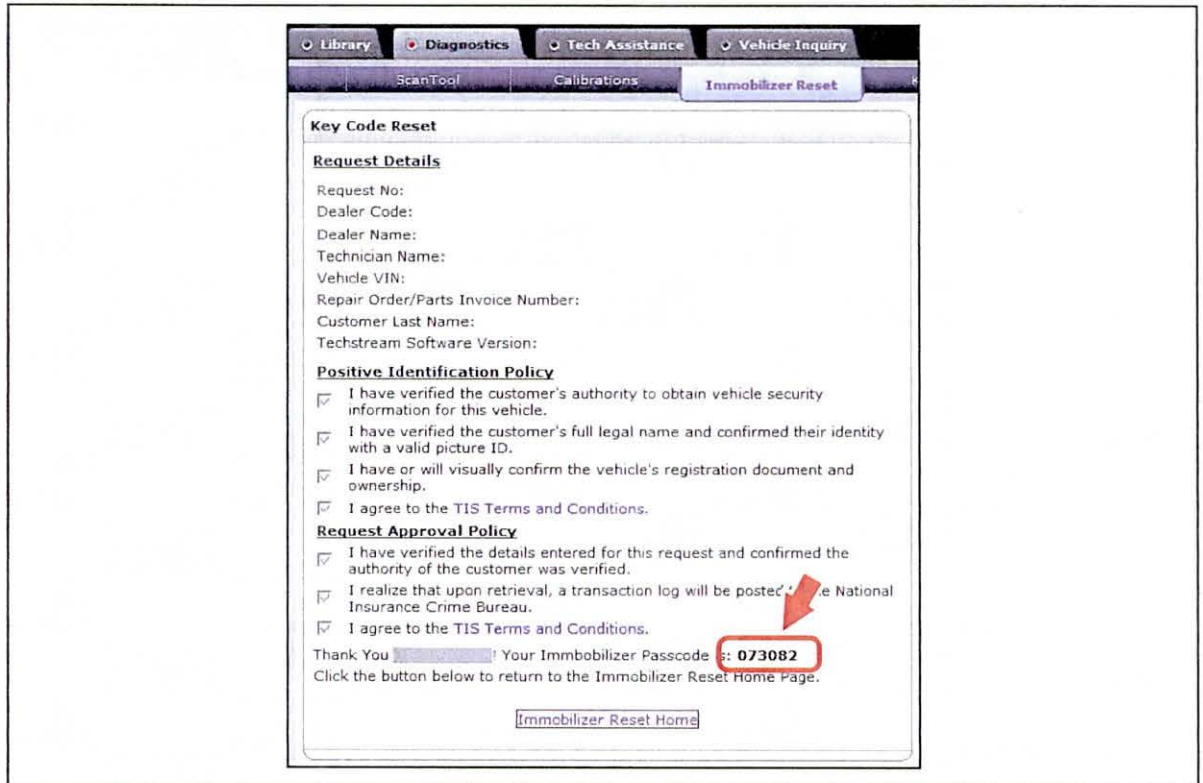 Library Diagnostics Tech Assistance Vehicle Inquiry
ScanTool Calibrations Immobilizer Reset K
Key Code Reset
Request Details
Request No:
Dealer Code:
Dealer Name:
Technician Name:
Vehicle VIN:
Repair Order/Parts Invoice Number:
Customer Last Name:
Techstream Software Version:
Positive Identification Policy
I have verified the customer's authority to obtain vehicle security
information for this vehicle.
I have verified the customer's full legal name and confirmed their identity
with a valid picture ID.
I have or will visually confirm the vehicle's registration document and
ownership.
I agree to the TIS Terms and Conditions.
Request Approval Policy
I have verified the details entered for this request and confirmed the
authority of the customer was verified.
I realize that upon retrieval, a transaction log will be posted National
Insurance Crime Bureau.
I agree to the TIS Terms and Conditions.
Thank You ! Your Immbobilizer Passcode is: 073082
Click the button below to return to the Immobilizer Reset Home Page.
Immobilizer Reset Home